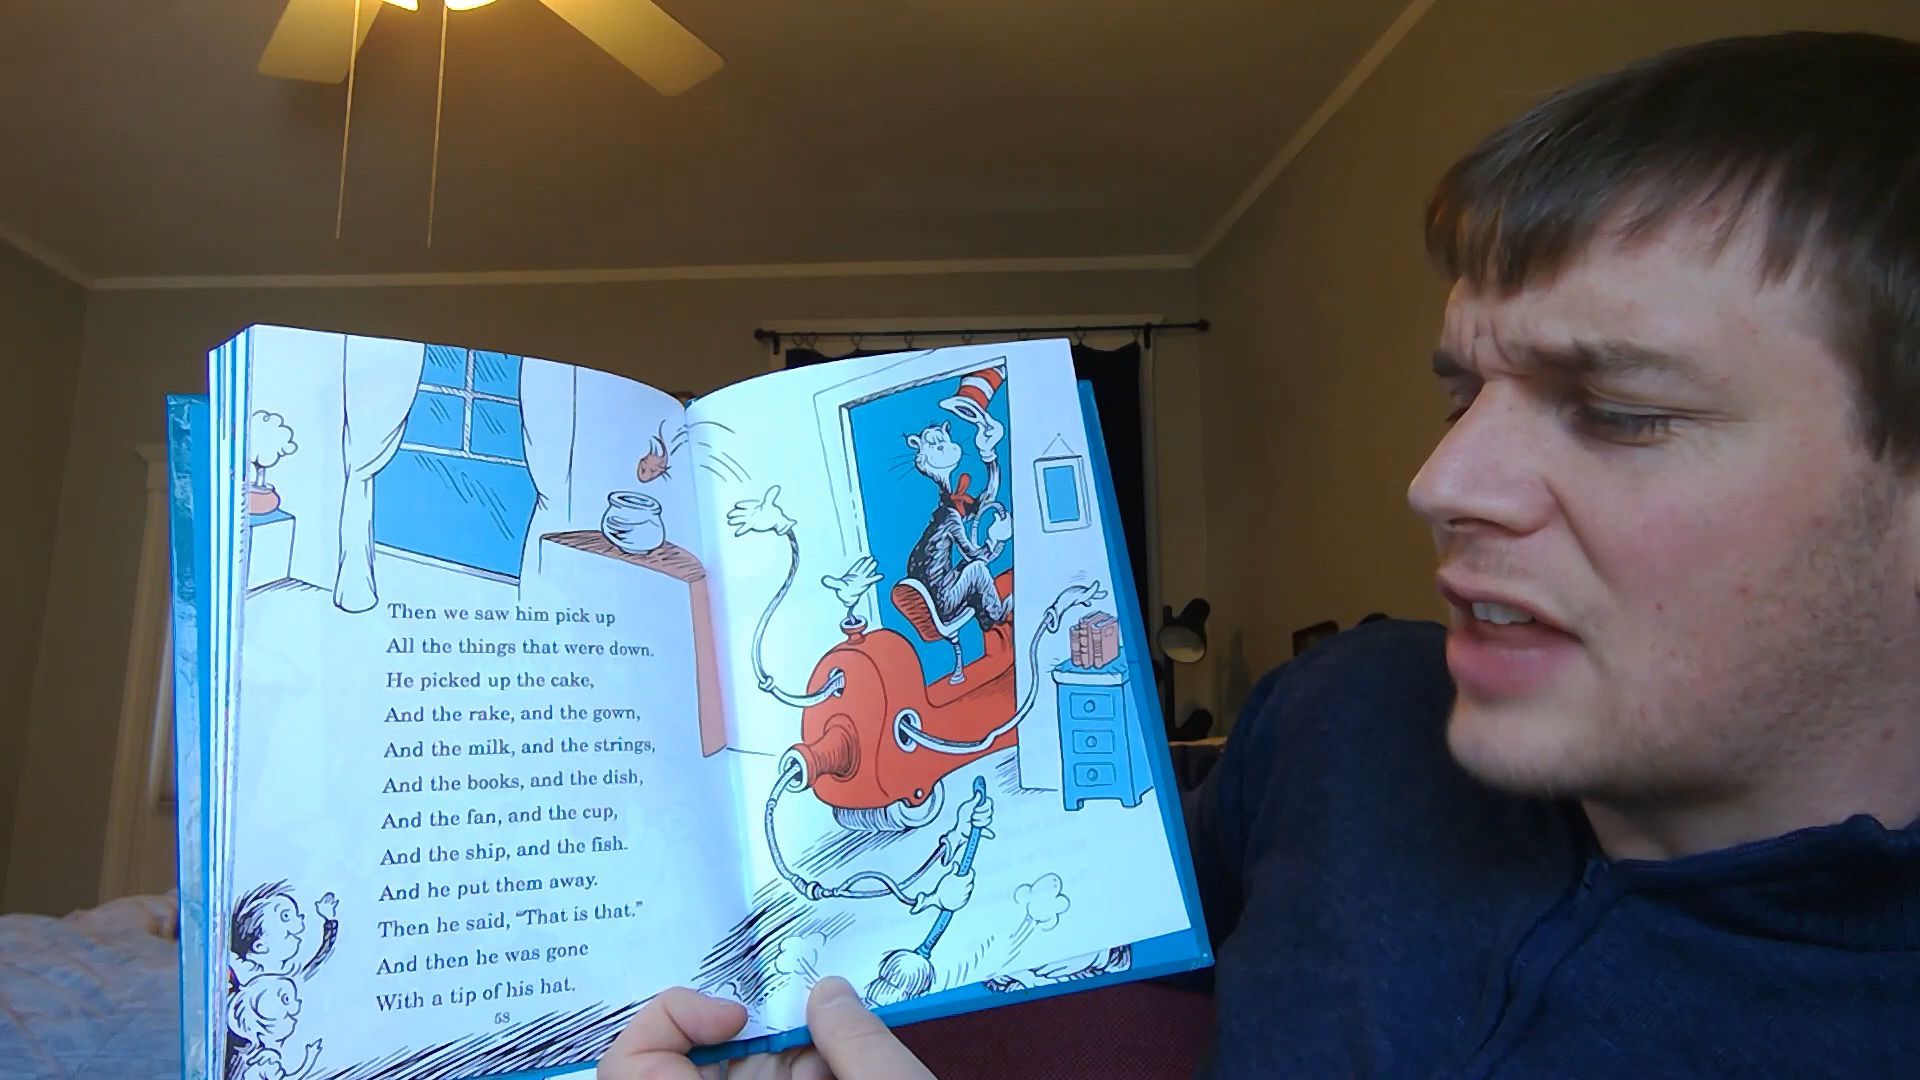 Then we saw him pick up
All the things that were down.
He picked up the cake,
And the rake, and the gown,
And the milk, and the strings,
And the books, and the dish,
And the fan, and the cup,
And the ship, and the fish.
And he put them away.
Then he said, “That is that.”
And then he was gone
With a tip of his hat.
58